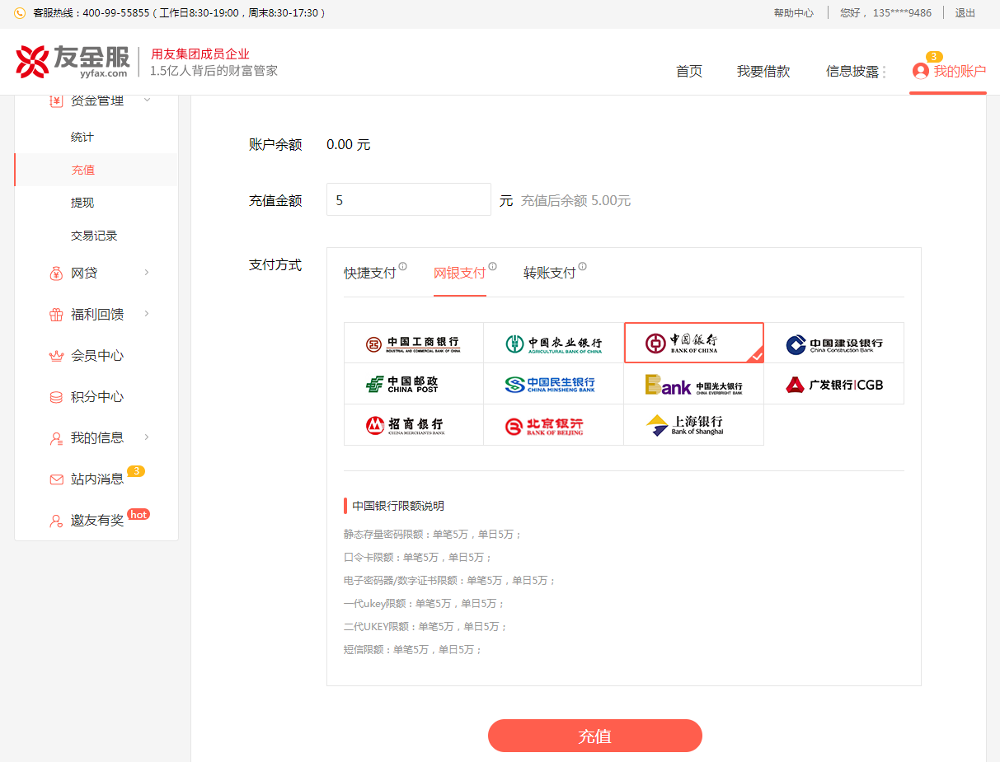 客服热线：400-99-55855（工作日8:30-19:00，周末8:30-17:30） 帮助中心 您好， 135****9486 退出
友金服
yyfax.com
用友集团成员企业
1.5亿人背后的财富管家
首页 我要借款 信息披露 3 我的账户
资金管理
统计
充值
提现
交易记录
网贷
福利回馈
会员中心
积分中心
我的信息
站内消息 3
邀友有奖 hot
账户余额 0.00 元
充值金额 5 元 充值后余额 5.00元
支付方式
快捷支付 网银支付 转账支付
中国工商银行 中国农业银行 中国银行 中国建设银行
INDUSTRIAL AND COMMERCIAL BANK OF CHINA AGRICULTURAL BANK OF CHINA BANK OF CHINA China Construction Bank
中国邮政 中国民生银行 Bank 中国光大银行 广发银行|CGB
CHINA POST CHINA MINSHENG BANK CHINA EVERBRIGHT BANK
招商银行 北京银行 上海银行
CHINA MERCHANTS BANK BANK OF BEIJING Bank of Shanghai
中国银行限额说明
静态存量密码限额：单笔5万，单日5万；
口令卡限额：单笔5万，单日5万；
电子密码器/数字证书限额：单笔5万，单日5万；
一代ukey限额：单笔5万，单日5万；
二代UKEY限额：单笔5万，单日5万；
短信限额：单笔5万，单日5万；
充值